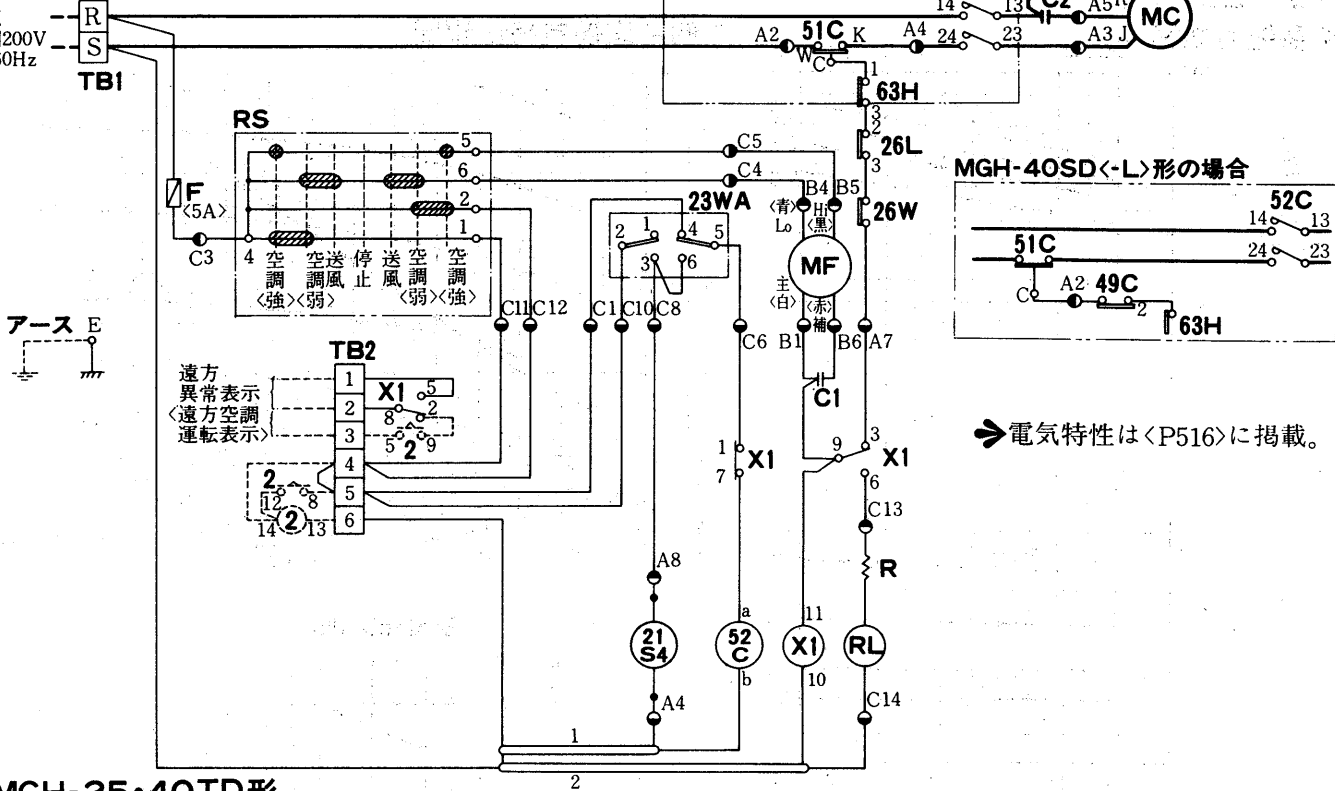 R
14
13
C2
A5
R
MC
200V
S
A2
51C
K
A4
24
23
A3
J
60Hz
W
C
TB1
1
63H
3
2
26L
3
RS
5
C5
6
C4
MGH-40SD<-L>形の場合
F
<5A>
2
23WA
B4
B5
26W
52C
<青>
Lo
Hi
<黒>
14
13
1
1
4
2
5
3
6
51C
24
23
C3
4
空調<強>
空調<弱>
送風
停止
送風
空調<弱>
空調<強>
MF
A2
49C
C
2
63H
主
<白>
<赤>
補
C11
C12
C1
C10
C8
アース E
C6
B1
B6
A7
TB2
C1
遠方
異常表示
<遠方空調
運転表示>
1
2
3
4
5
6
X1
5
8
2
5
9
2
➔電気特性は<P516>に掲載。
1
X1
7
9
3
X1
6
2
12
8
2
14
13
C13
R
A8
a
11
21
S4
52
C
X1
RL
b
10
A4
C14
1
2
MGH-35・40TD形